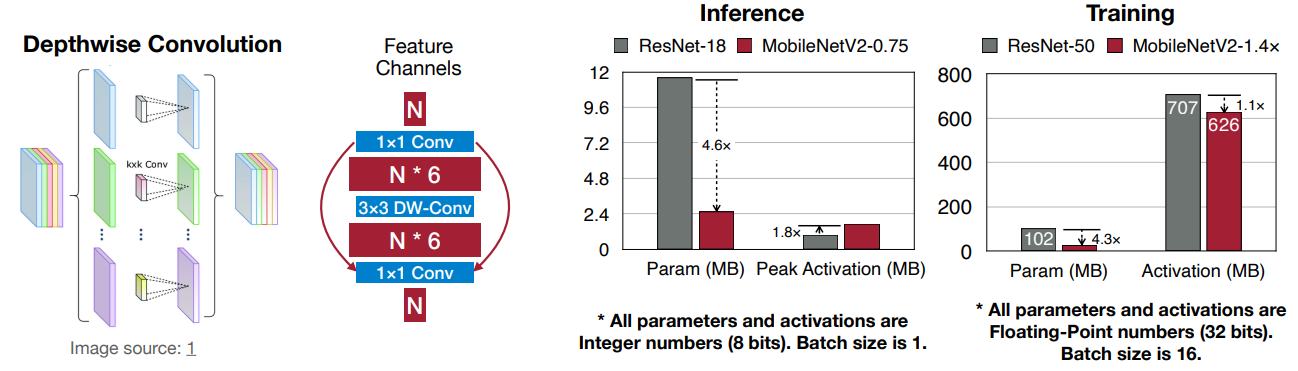 Depthwise Convolution
kxk Conv
Image source: 1
Feature
Channels
N
1×1 Conv
N * 6
3×3 DW-Conv
N * 6
1×1 Conv
N
Inference
ResNet-18 MobileNetV2-0.75
12
9.6
7.2
4.8
2.4
0
4.6×
1.8×
Param (MB) Peak Activation (MB)
* All parameters and activations are
Integer numbers (8 bits). Batch size is 1.
Training
ResNet-50 MobileNetV2-1.4×
800
600
400
200
0
102
4.3×
707
626
1.1×
Param (MB) Activation (MB)
* All parameters and activations are
Floating-Point numbers (32 bits).
Batch size is 16.